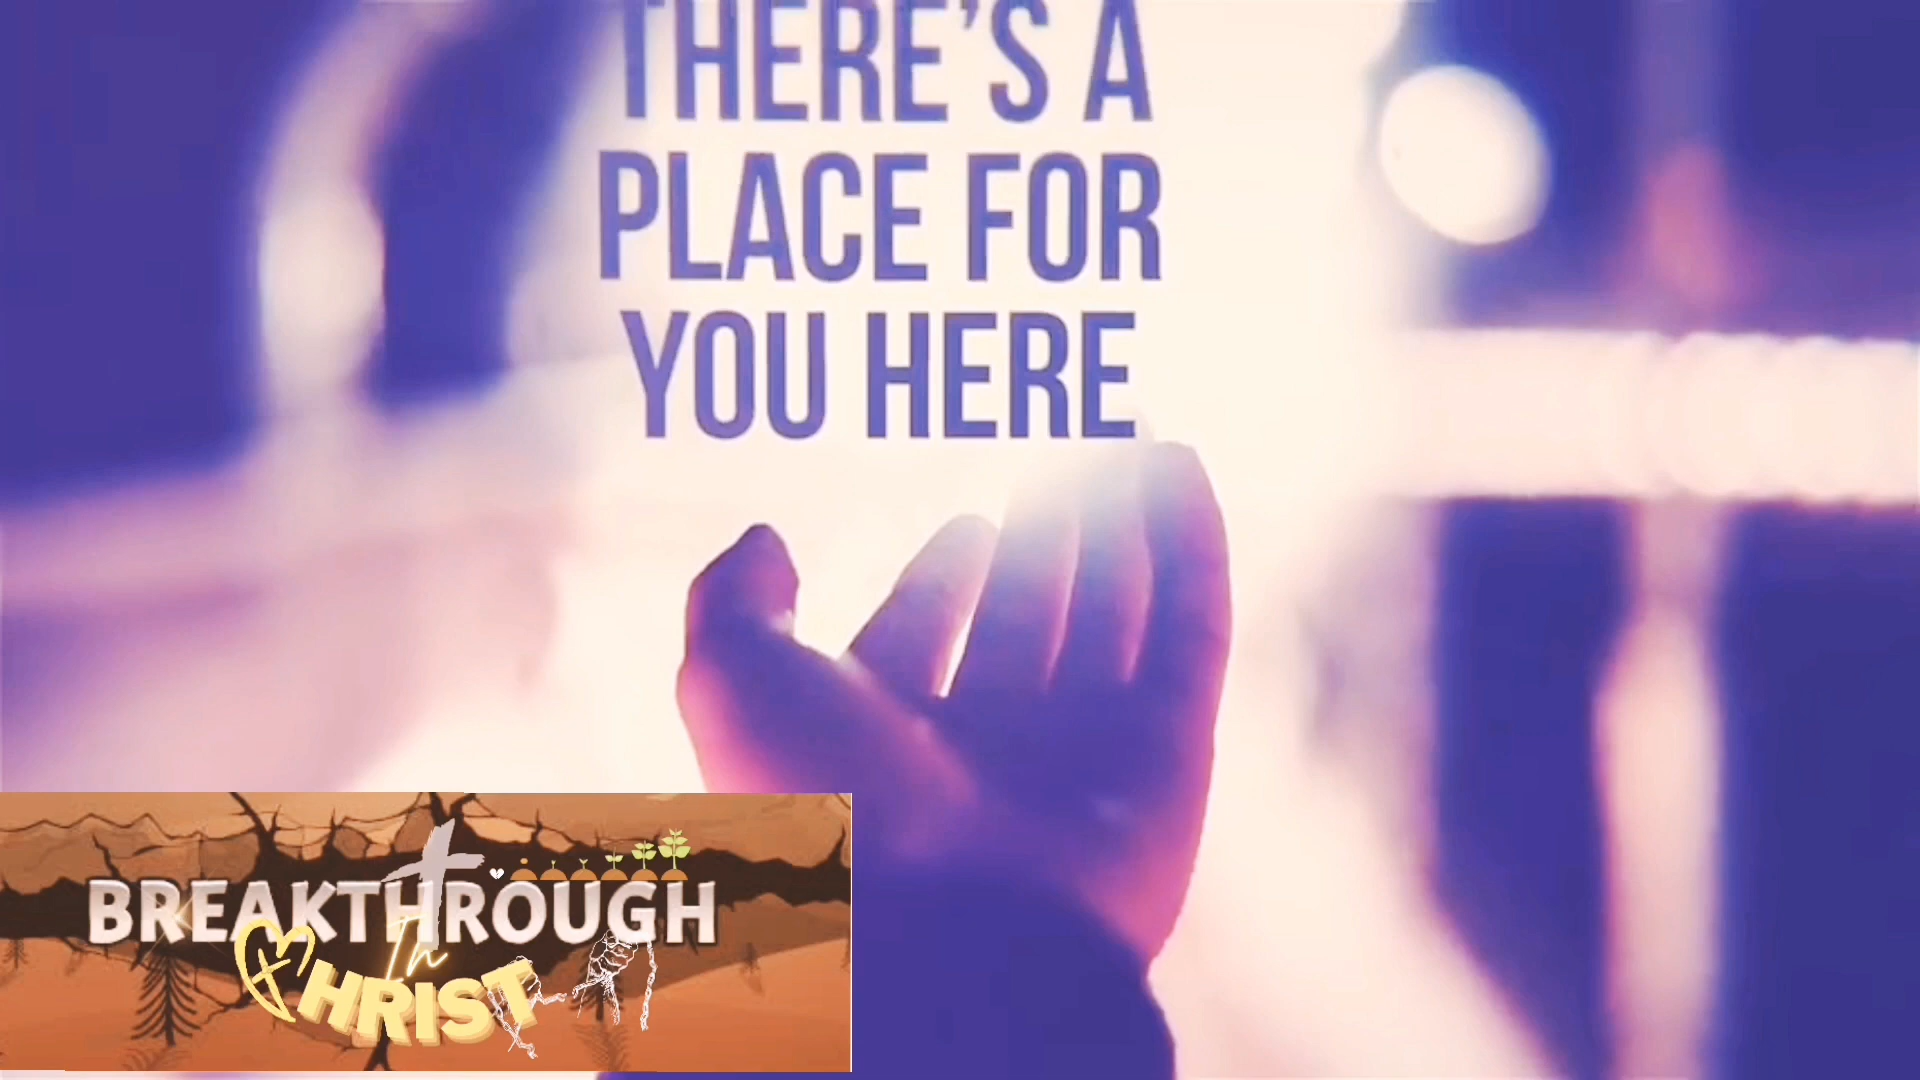 THERE'S A
PLACE FOR
YOU HERE
BREAKTHROUGH
In
CHRIST